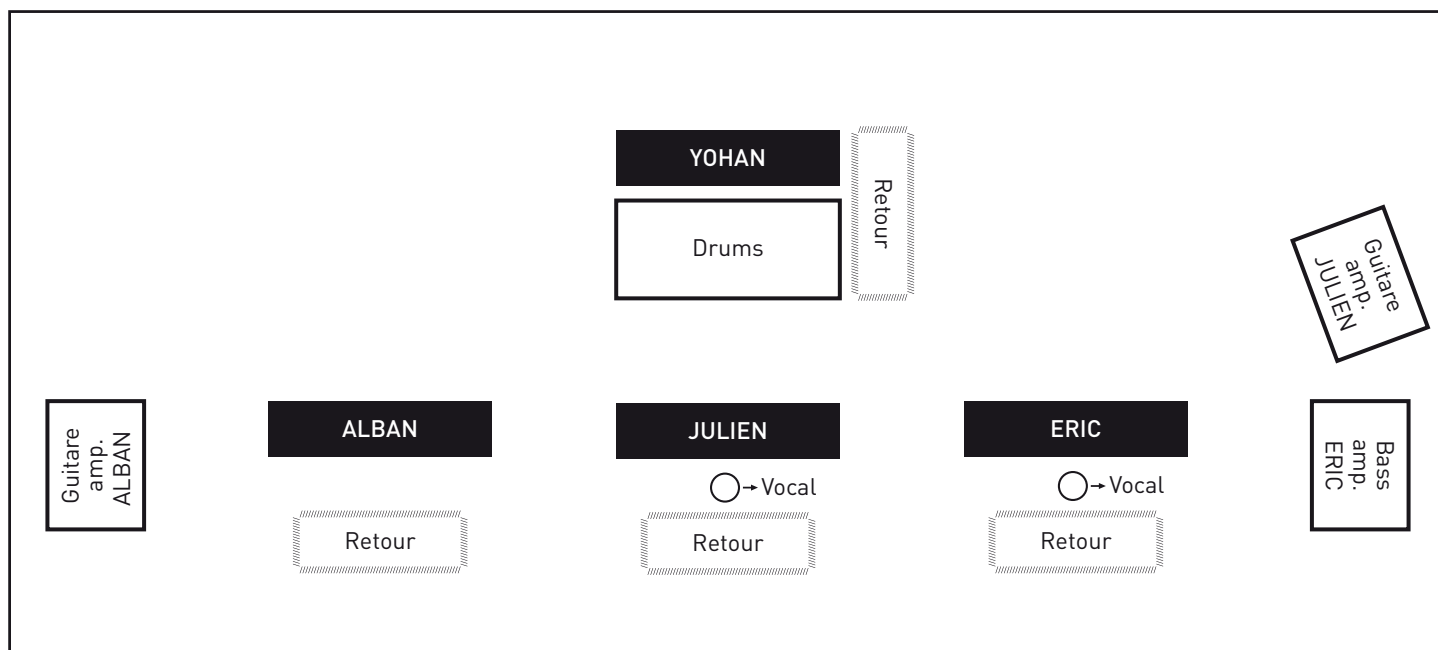 YOHAN
Retour
Drums
Guitare
amp.
JULIEN
Guitare
amp.
ALBAN
ALBAN
JULIEN
ERIC
Bass
amp.
ERIC
→Vocal
→Vocal
Retour
Retour
Retour